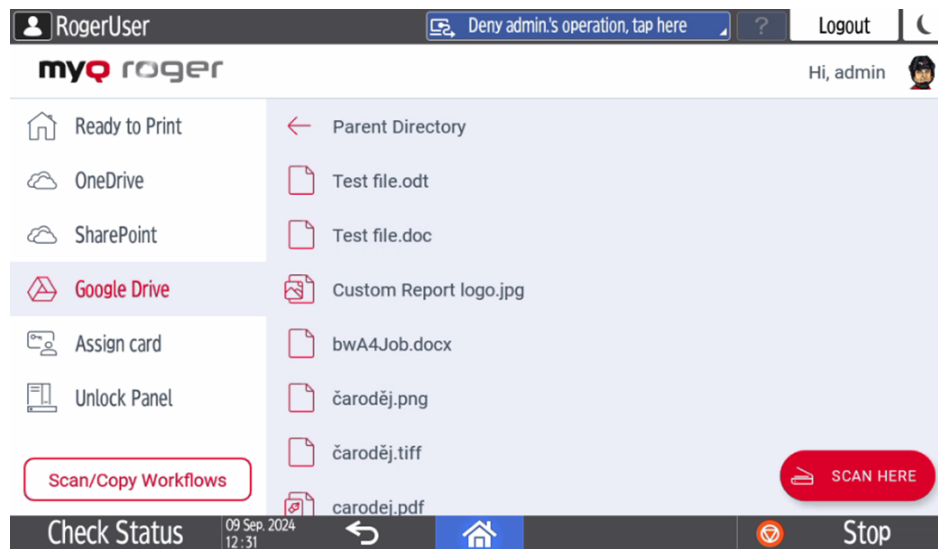 RogerUser
Deny admin.'s operation, tap here
?
Logout
myQ roger
Hi, admin
Ready to Print
OneDrive
SharePoint
Google Drive
Assign card
Unlock Panel
Scan/Copy Workflows
Parent Directory
Test file.odt
Test file.doc
Custom Report logo.jpg
bwA4Job.docx
čaroděj.png
čaroděj.tiff
carodej.pdf
SCAN HERE
Check Status
09 Sep. 2024
12:31
Stop